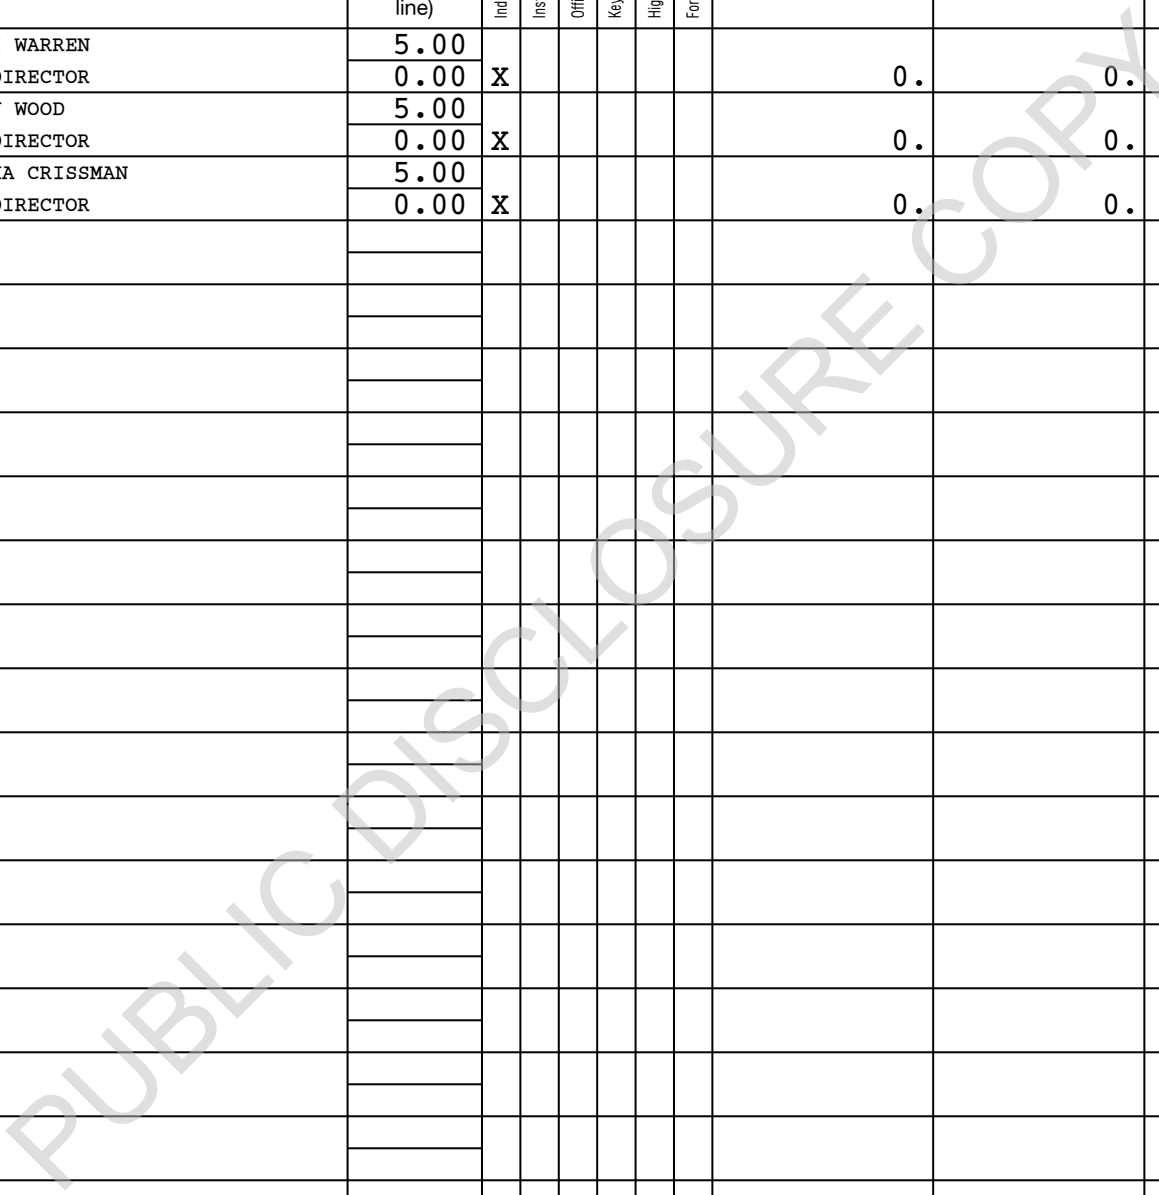 line)
WARREN
5.00
DIRECTOR 0.00 X 0. 0.
WOOD 5.00
DIRECTOR 0.00 X 0. 0.
CRISSMAN 5.00
DIRECTOR 0.00 X 0. 0.
PUBLIC DISCLOSURE COPY